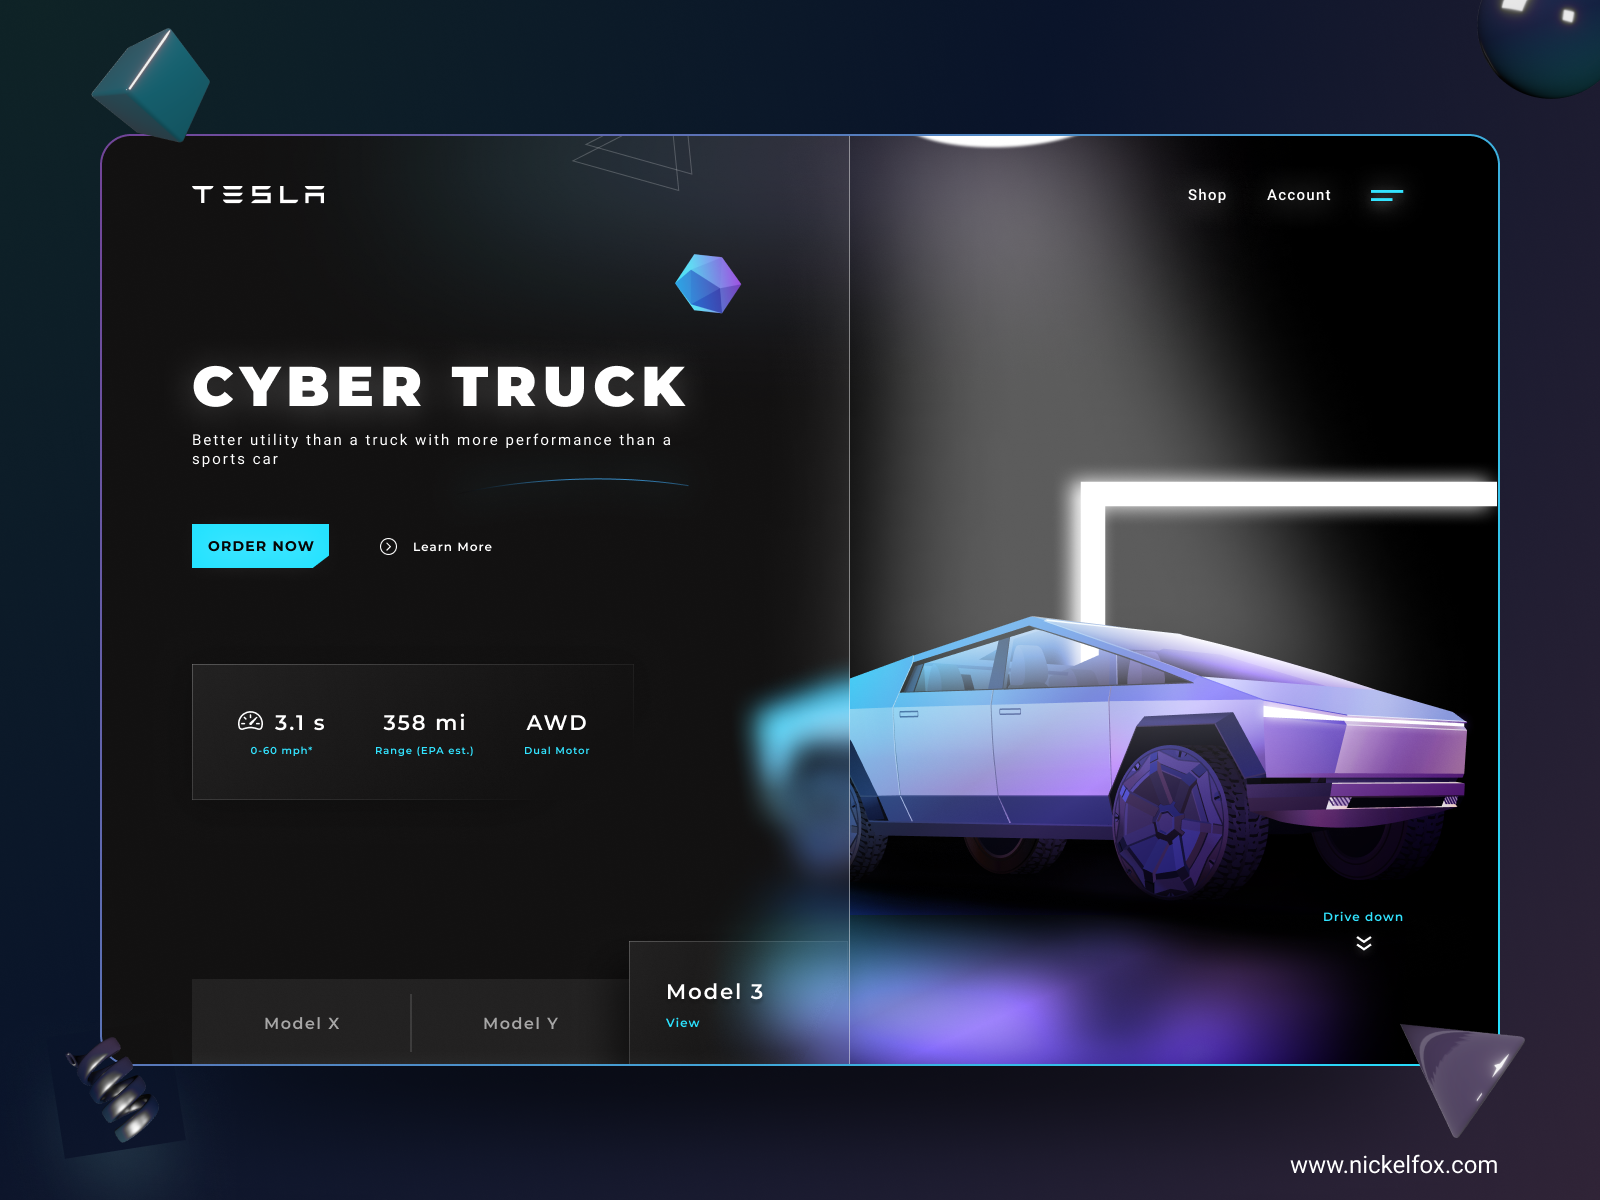 TESLA
Shop
Account
CYBER TRUCK
Better utility than a truck with more performance than a
sports car
ORDER NOW
Learn More
3.1 s
0-60 mph*
358 mi
Range (EPA est.)
AWD
Dual Motor
Drive down
Model X
Model Y
Model 3
View
www.nickelfox.com